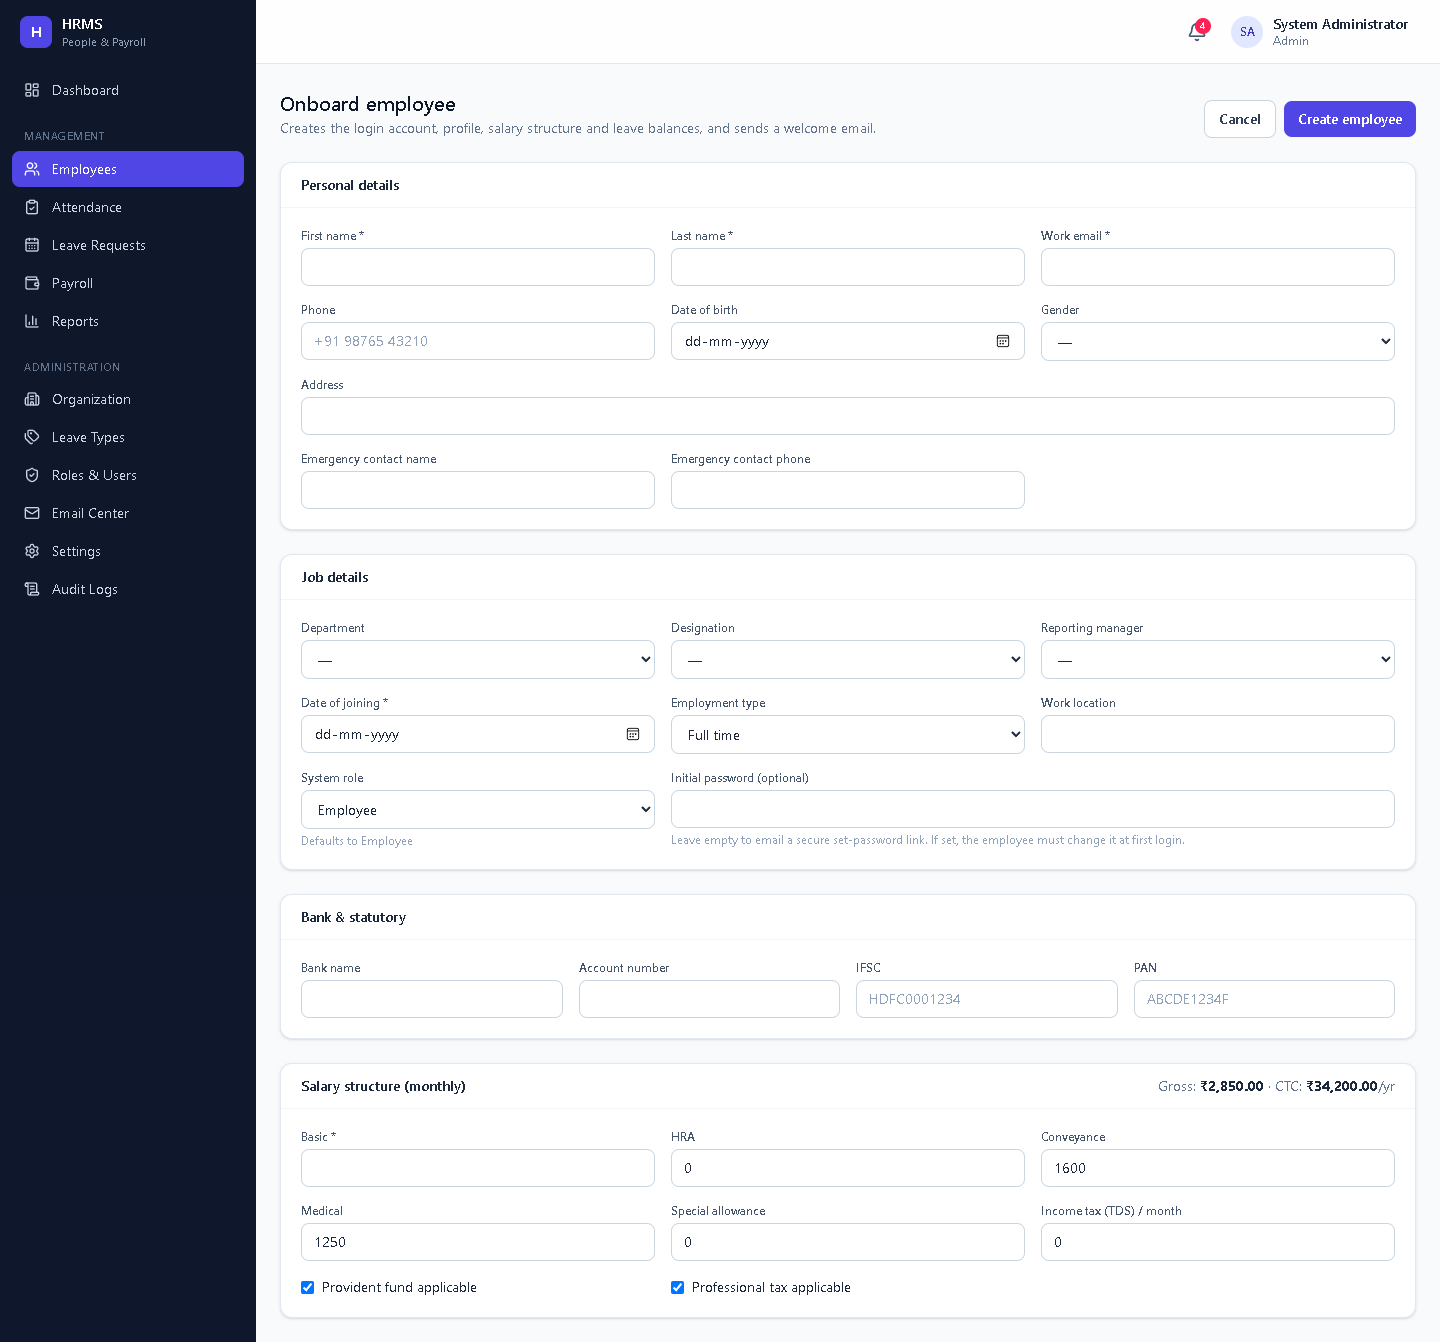 H
HRMS
People & Payroll
Dashboard
MANAGEMENT
Employees
Attendance
Leave Requests
Payroll
Reports
ADMINISTRATION
Organization
Leave Types
Roles & Users
Email Center
Settings
Audit Logs
4
SA
System Administrator
Admin
Onboard employee
Creates the login account, profile, salary structure and leave balances, and sends a welcome email.
Cancel
Create employee
Personal details
First name *
Last name *
Work email *
Phone
Date of birth
Gender
+91 98765 43210
dd-mm-yyyy
—
Address
Emergency contact name
Emergency contact phone
Job details
Department
Designation
Reporting manager
—
—
—
Date of joining *
Employment type
Work location
dd-mm-yyyy
Full time
System role
Initial password (optional)
Employee
Defaults to Employee
Leave empty to email a secure set-password link. If set, the employee must change it at first login.
Bank & statutory
Bank name
Account number
IFSC
PAN
HDFC0001234
ABCDE1234F
Salary structure (monthly)
Gross: ₹2,850.00 · CTC: ₹34,200.00/yr
Basic *
HRA
Conveyance
0
1600
Medical
Special allowance
Income tax (TDS) / month
1250
0
0
Provident fund applicable
Professional tax applicable